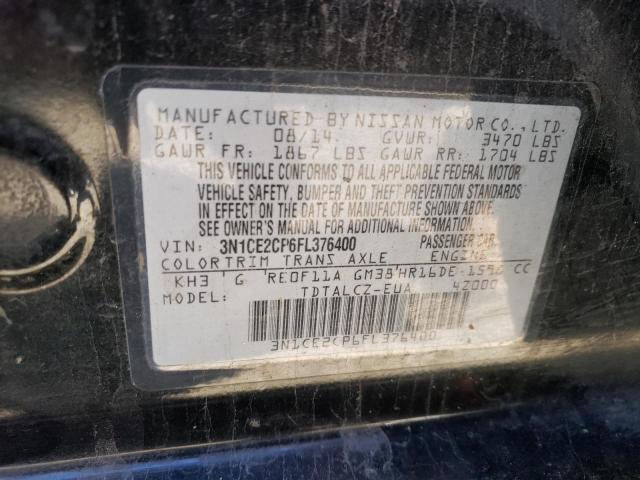 MANUFACTURED BY NISSAN MOTOR CO., LTD.
DATE: 08/14 GVWR: 3470 LBS
GAWR FR: 1867 LBS GAWR RR: 1704 LBS
THIS VEHICLE CONFORMS TO ALL APPLICABLE FEDERAL MOTOR
VEHICLE SAFETY, BUMPER AND THEFT PREVENTION STANDARDS
IN EFFECT ON THE DATE OF MANUFACTURE SHOWN ABOVE.
SEE OWNER'S MANUAL FOR ADDITIONAL INFORMATION.
VIN: 3N1CE2CP6FL376400 PASSENGER CAR
COLOR TRIM TRANS AXLE ENGINE
KH3 G RE0F11A GM38 HR16DE-1598 CC
MODEL: TDTALCZ-EUA 4Z000
3N1CE2CP6FL376400